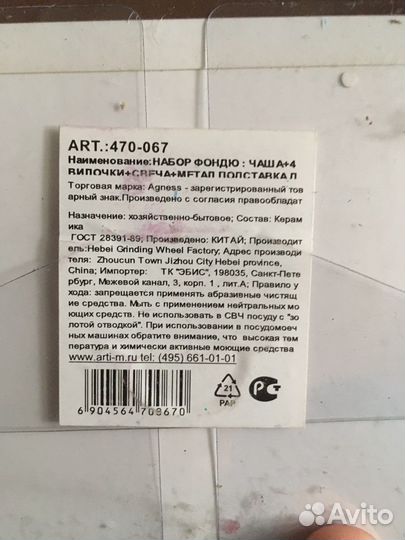 ART.:470-067
Наименование:НАБОР ФОНДЮ : ЧАША+4
ВИЛОЧКИ+СВЕЧА+МЕТАЛ.ПОДСТАВКА Д
Торговая марка: Agness - зарегистрированный тов
арный знак.Произведено с согласия правообладат
Назначение: хозяйственно-бытовое; Состав: Керам
ика
ГОСТ 28391-89; Произведено: КИТАЙ; Производит
ель:Hebei Grinding Wheel Factory; Адрес производи
теля: Zhoucun Town Jizhou City Hebei province,
China; Импортер: ТК "ЭБИС", 198035, Санкт-Пете
рбург, Межевой канал, 3, корп. 1 , лит.А; Правило у
хода: запрещается применять абразивные чистящ
ие средства. Мыть с применением нейтральных мо
ющих средств. Не использовать в СВЧ посуду с "зо
лотой отводкой". При использовании в посудомоеч
ных машинах обратите внимание, что высокая тем
пература и химически активные моющие средства
www.arti-m.ru tel: (495) 661-01-01
6 904564 708670
21
PAP
РСТ
Avito